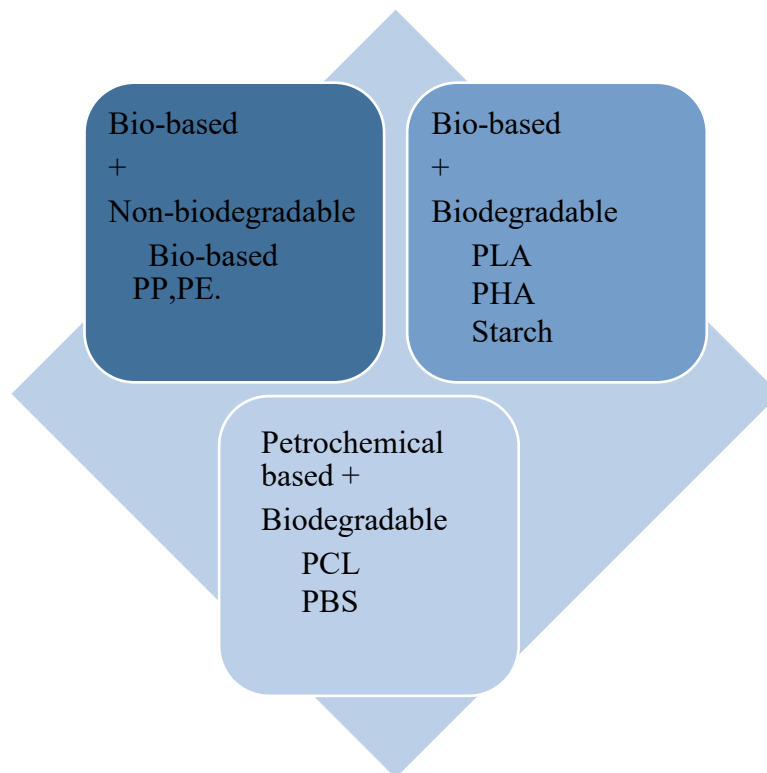 Bio-based
+
Non-biodegradable
Bio-based
PP,PE.
Bio-based
+
Biodegradable
PLA
PHA
Starch
Petrochemical
based +
Biodegradable
PCL
PBS